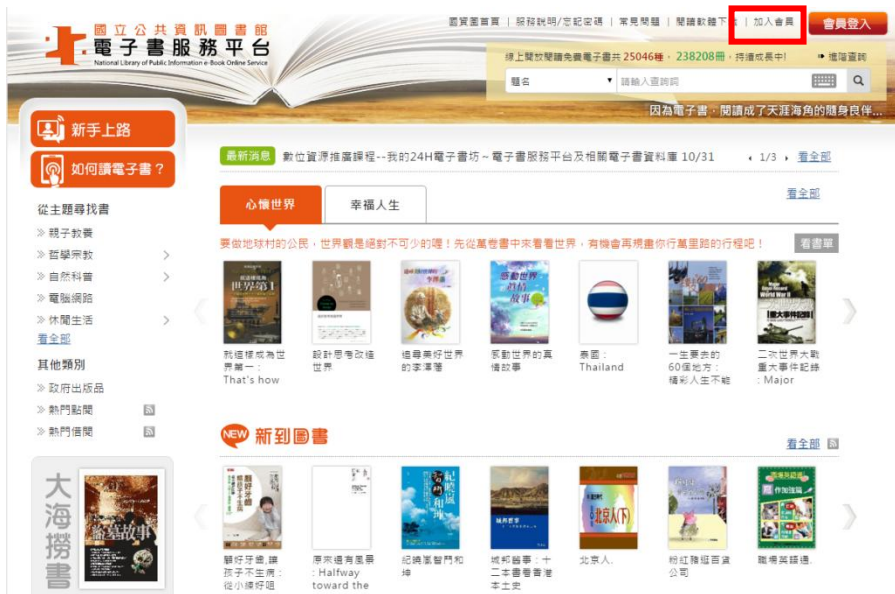 國資圖首頁 | 服務說明/忘記密碼 | 常見問題 | 閱讀軟體下 | 加入會員
會員登入
國立公共資訊圖書館
電子書服務平台
National Library of Public Information e-Book Online Service
線上開放閱讀免費電子書共 25046種, 238208冊, 持續成長中!
進階查詢
題名
請輸入查詢詞
因為電子書,閱讀成了天涯海角的隨身良伴...
新手上路
如何讀電子書?
最新消息 數位資源推廣課程--我的24H電子書坊~電子書服務平台及相關電子書資料庫 10/31
1/3
看全部
心懷世界
幸福人生
看全部
要做地球村的公民,世界觀是絕對不可少的喔!先從萬卷書中來看看世界,有機會再規畫你行萬里路的行程吧!
看書單
從主題尋找書
親子教養
哲學宗教
自然科普
電腦網路
休閒生活
看全部
其他類別
政府出版品
熱門點閱
熱門借閱
就這樣成為世
界第一:
That's how
設計思考改造
世界
追尋美好世界
的李澤藩
感動世界的真
情故事
泰國:
Thailand
一生要去的
60個地方:
精彩人生不能
二次世界大戰
重大事件記錄
: Major
NEW 新到圖書
看全部
顧好牙齒,讓
孩子不生病:
從小練好咀
原來還有風景
: Halfway
toward the
紀曉嵐智鬥和
珅
城邦舊事:十
二本書看香港
本土史
北京人.
粉紅豬逛百貨
公司
職場英語通.
大海撈書